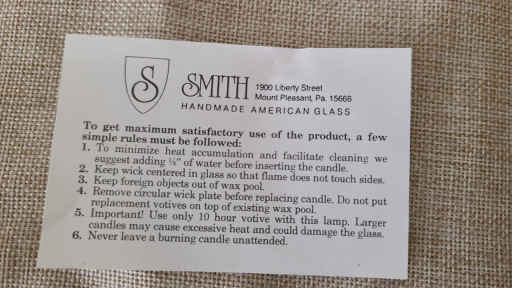 S SMITH 1900 Liberty Street
Mount Pleasant, Pa. 15666
HANDMADE AMERICAN GLASS
To get maximum satisfactory use of the product, a few
simple rules must be followed:
1. To minimize heat accumulation and facilitate cleaning we
suggest adding ¼" of water before inserting the candle.
2. Keep wick centered in glass so that flame does not touch sides.
3. Keep foreign objects out of wax pool.
4. Remove circular wick plate before replacing candle. Do not put
replacement votives on top of existing wax pool.
5. Important! Use only 10 hour votive with this lamp. Larger
candles may cause excessive heat and could damage the glass.
6. Never leave a burning candle unattended.